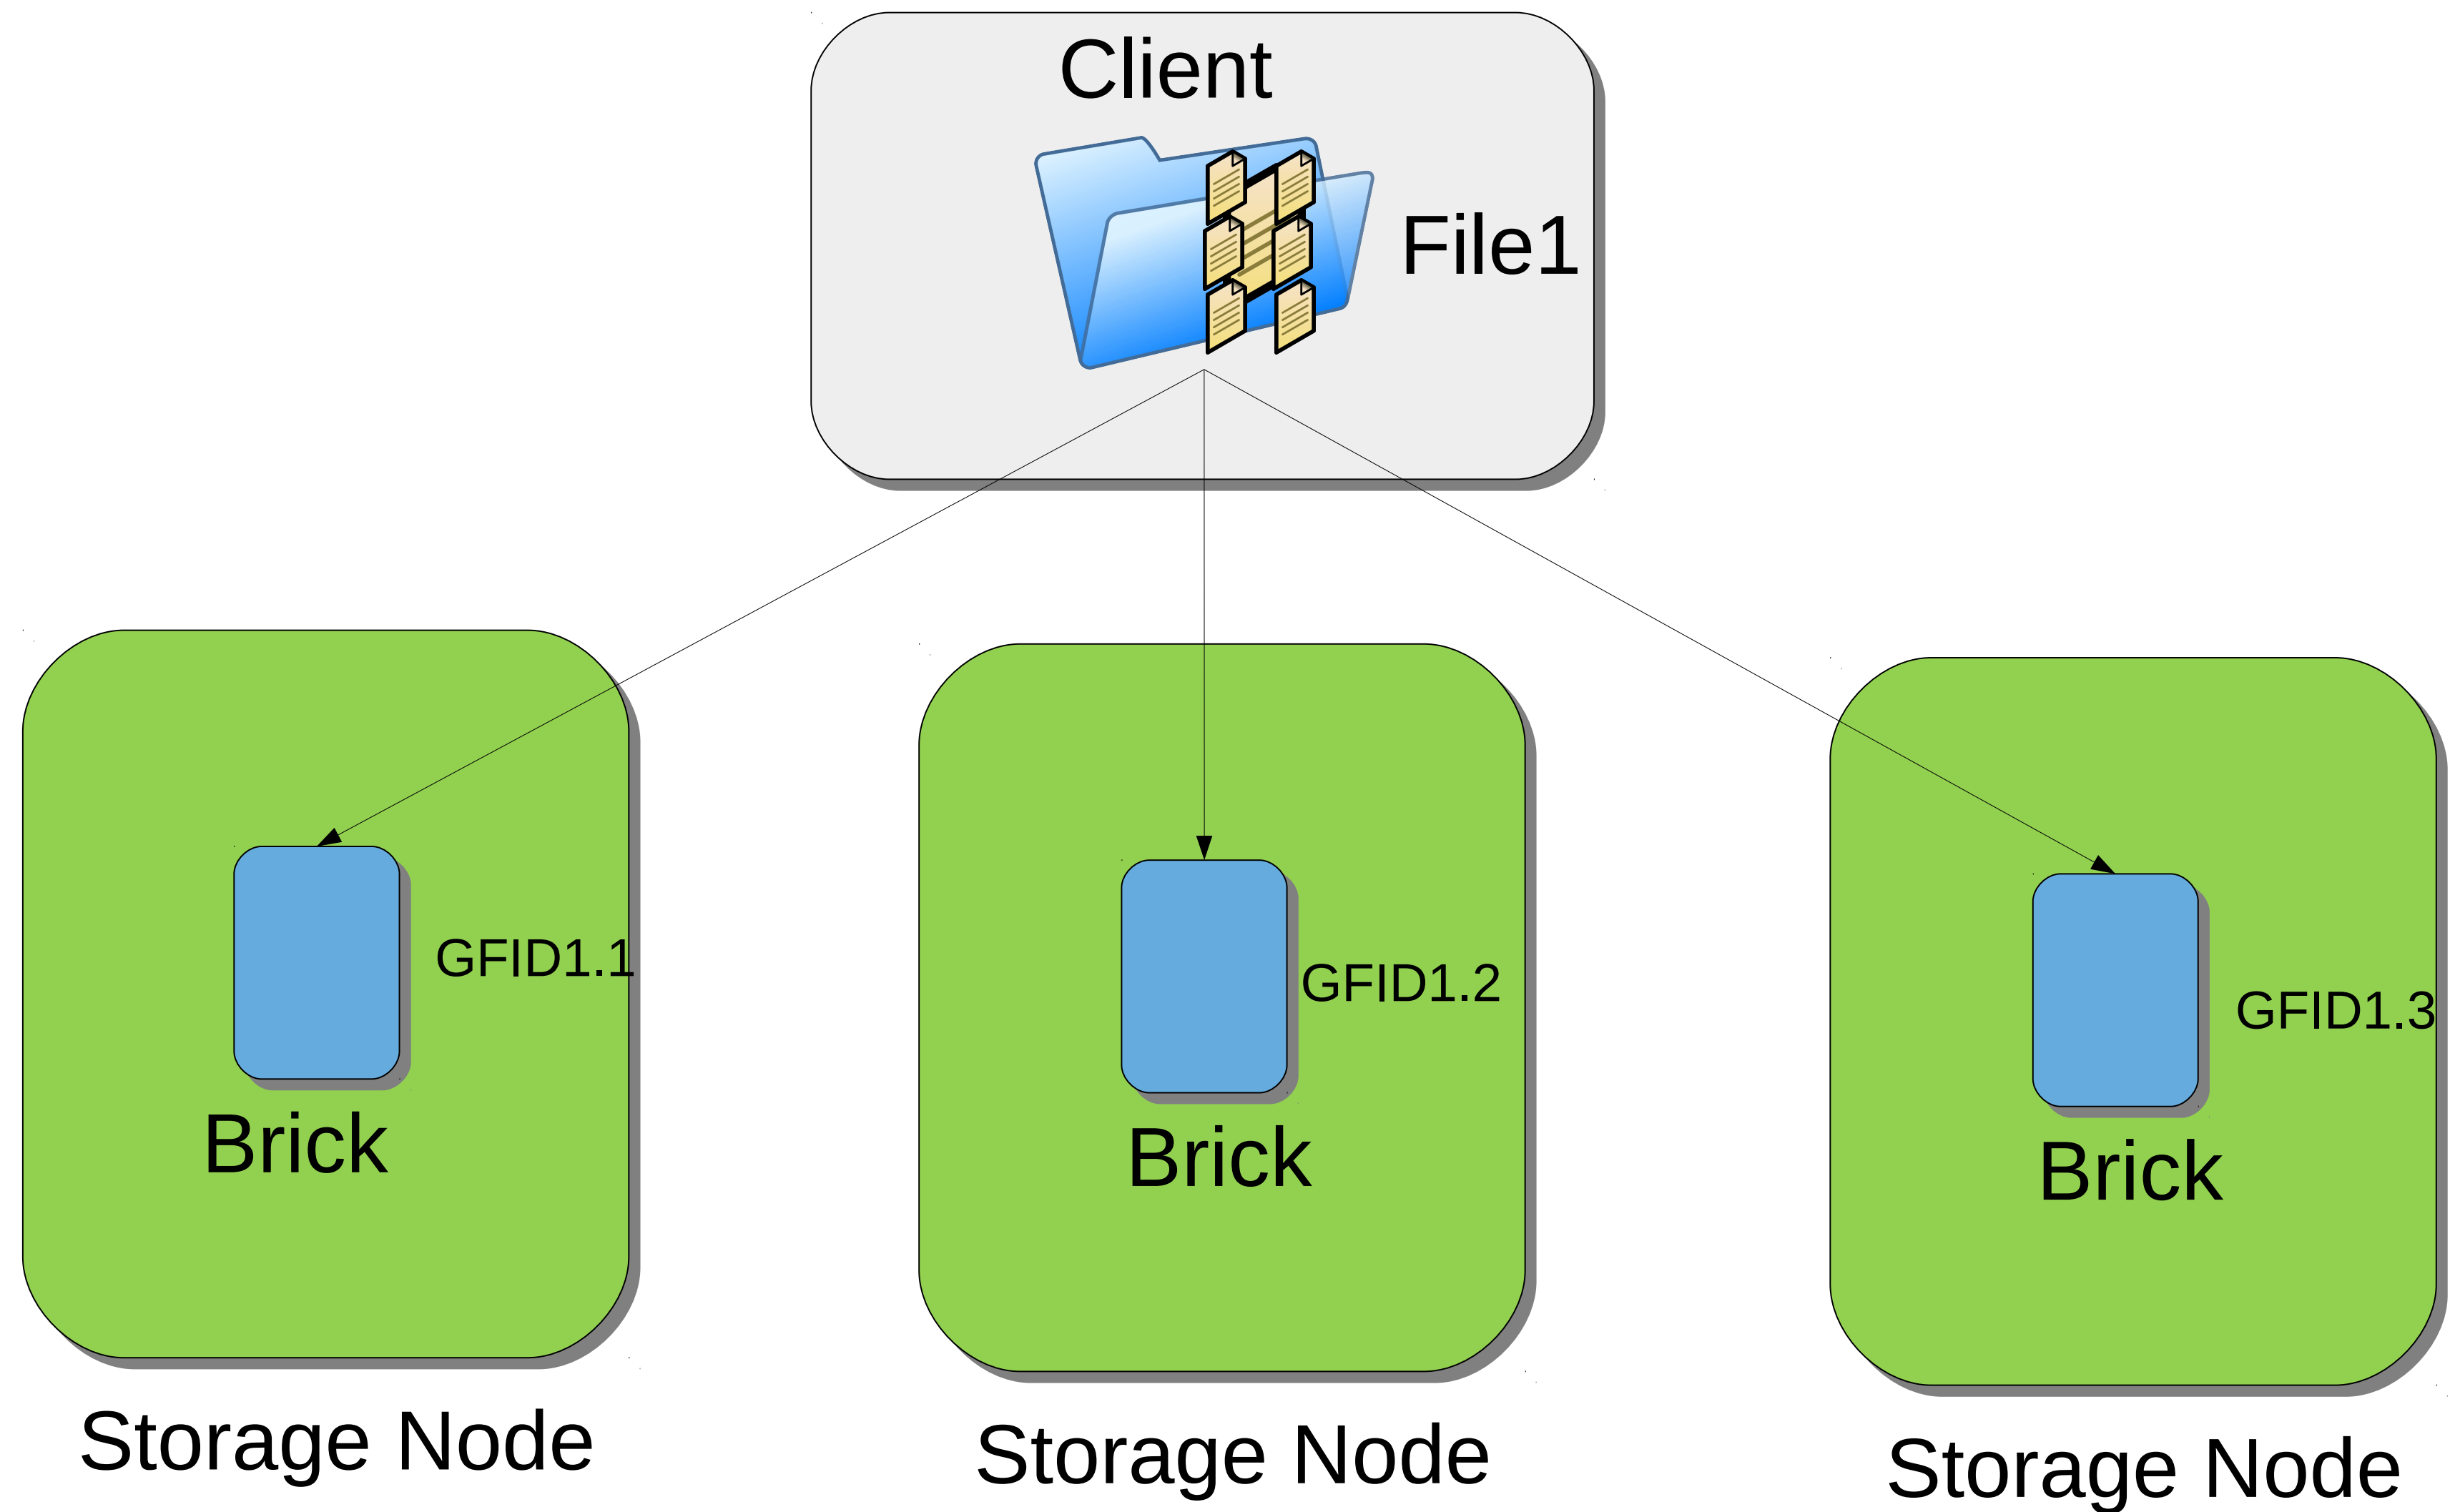 Client
File1
GFID1.1
GFID1.2
GFID1.3
Brick
Brick
Brick
Storage Node
Storage Node
Storage Node